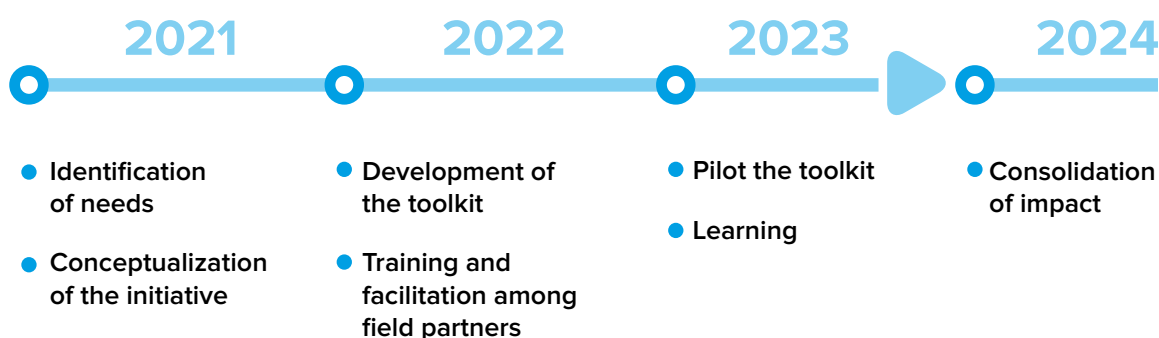 2021
2022
2023
2024
Identification
of needs
Conceptualization
of the initiative
Development of
the toolkit
Training and
facilitation among
field partners
Pilot the toolkit
Learning
Consolidation
of impact